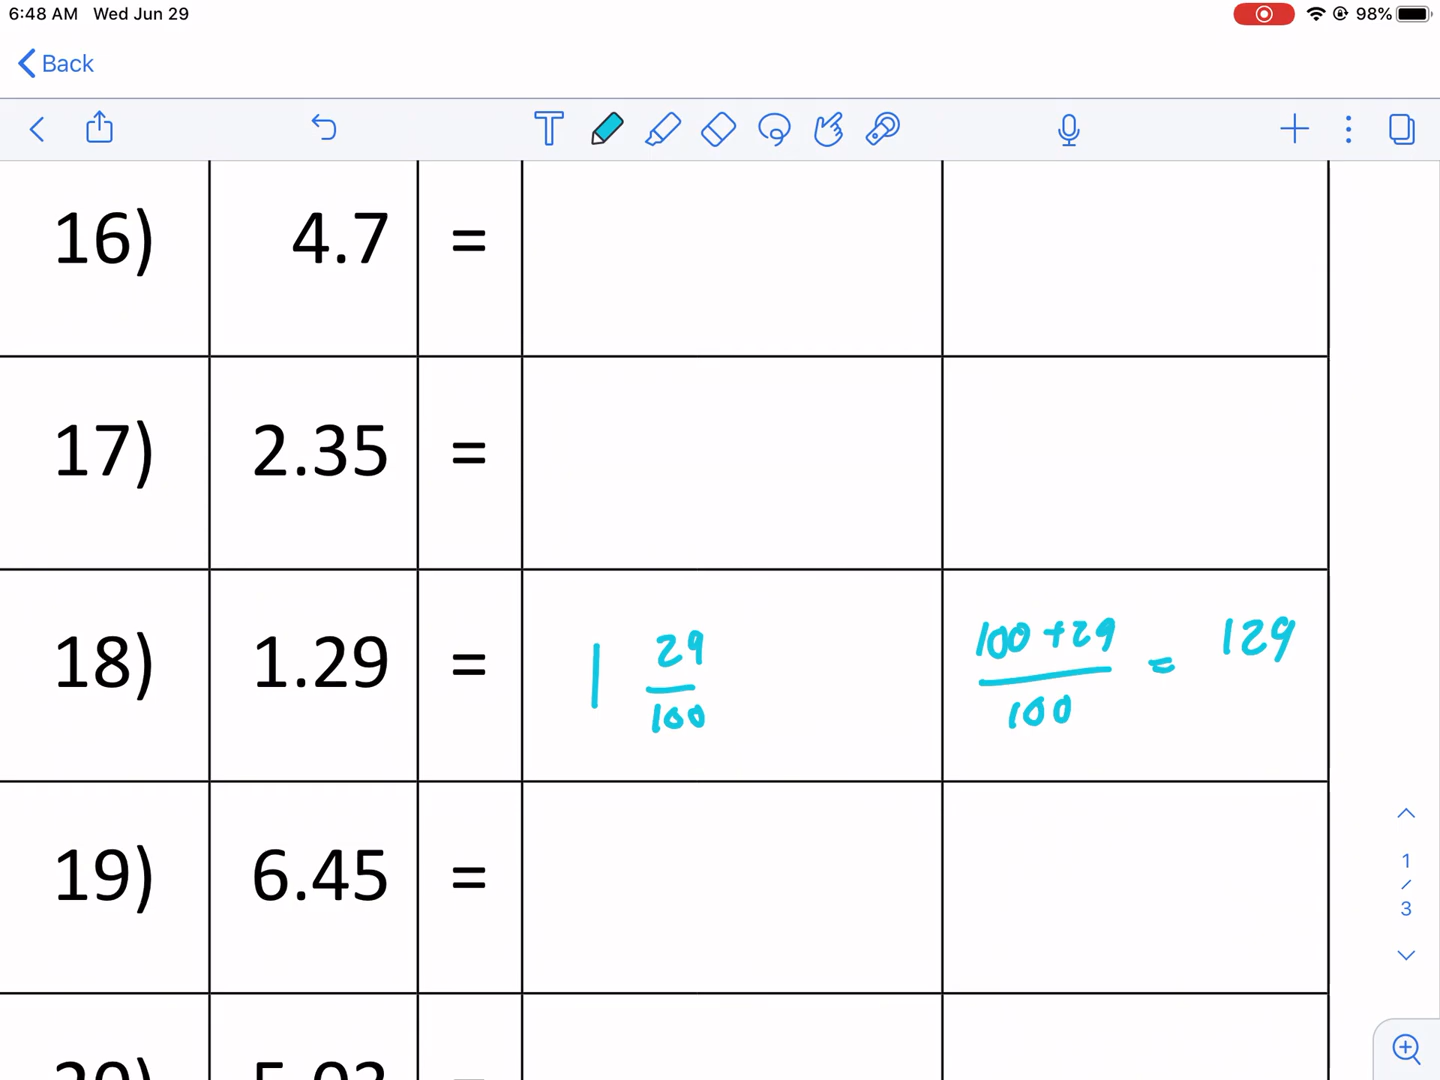 6:48 AM Wed Jun 29 98%
Back
T
16) 4.7 =
17) 2.35 =
18) 1.29 = 1 29/100 100+29/100 = 129
19) 6.45 =
1
/
3